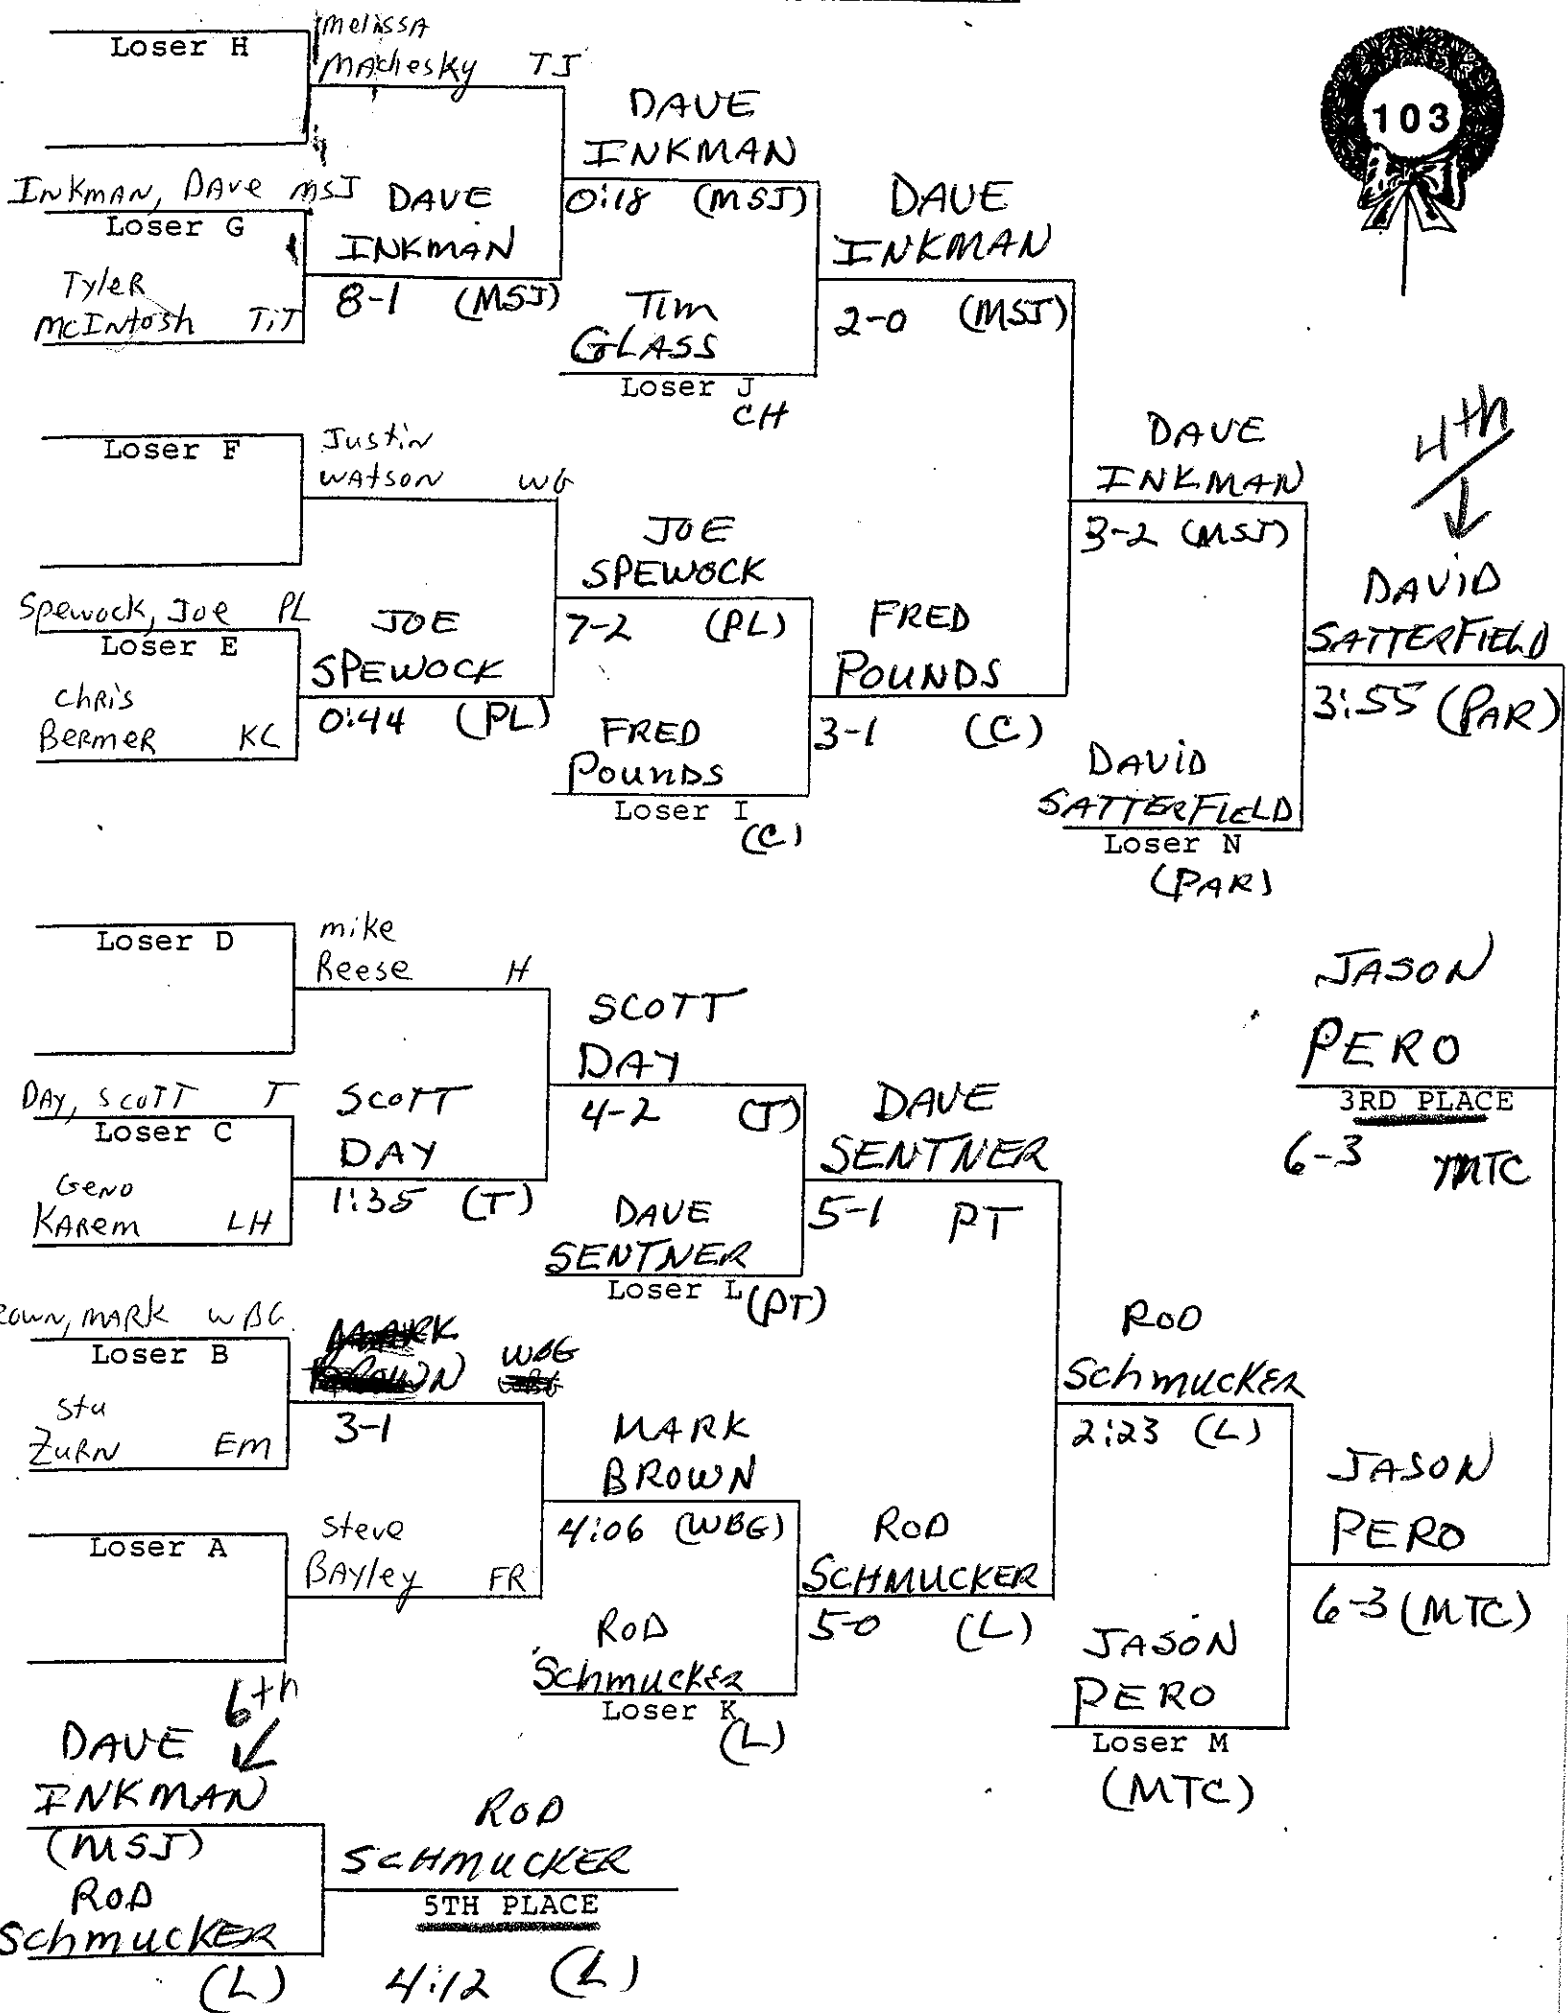 Loser H
Melissa
Machesky TJ
103
DAVE
INKMAN
0:18 (MSJ)
Inkman, Dave MSJ
Loser G
DAVE
INKMAN
8-1 (MSJ)
Tyler
McIntosh TiT
DAVE
INKMAN
2-0 (MSJ)
Tim
GLASS
Loser J
CH
Loser F
Justin
Watson WG
DAVE
INKMAN
3-2 (MSJ)
4th
JOE
SPEWOCK
7-2 (PL)
Spewock, Joe PL
Loser E
JOE
SPEWOCK
0:44 (PL)
Chris
Bermer KC
FRED
POUNDS
3-1 (C)
FRED
Pounds
Loser I
(C)
DAVID
SATTERFIELD
3:55 (PAR)
DAVID
SATTERFIELD
Loser N
(PAR)
Loser D
mike
Reese H
SCOTT
DAY
4-2 (T)
JASON
PERO
3RD PLACE
6-3 MTC
DAY, SCOTT T
Loser C
SCOTT
DAY
1:35 (T)
Geno
Karem LH
DAVE
SENTNER
5-1 PT
DAVE
SENTNER
Loser L (PT)
Brown, MARK WBG
Loser B
MARK
BROWN WBG
3-1
Stu
Zurn EM
ROD
SCHMUCKER
2:23 (L)
MARK
BROWN
4:06 (WBG)
Loser A
Steve
Bayley FR
ROD
SCHMUCKER
5-0 (L)
JASON
PERO
6-3 (MTC)
ROD
Schmucker
Loser K
(L)
JASON
PERO
Loser M
(MTC)
6th
DAVE
INKMAN
(MSJ)
ROD
SCHMUCKER
5TH PLACE
4:12 (L)
ROD
Schmucker
(L)